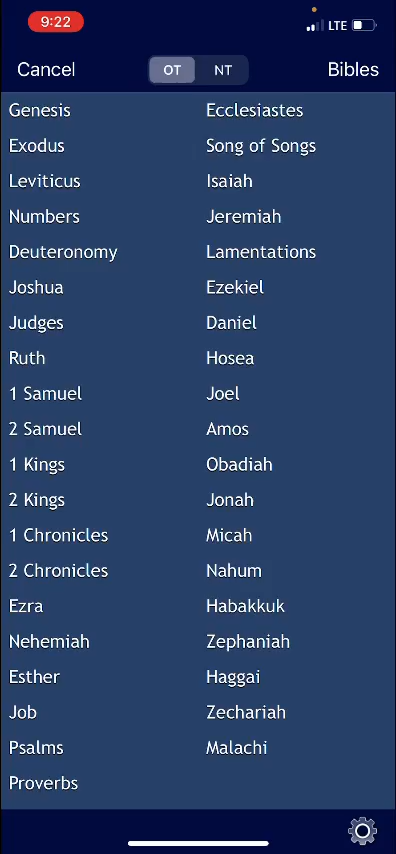 9:22
LTE
Cancel
OT
NT
Bibles
Genesis
Exodus
Leviticus
Numbers
Deuteronomy
Joshua
Judges
Ruth
1 Samuel
2 Samuel
1 Kings
2 Kings
1 Chronicles
2 Chronicles
Ezra
Nehemiah
Esther
Job
Psalms
Proverbs
Ecclesiastes
Song of Songs
Isaiah
Jeremiah
Lamentations
Ezekiel
Daniel
Hosea
Joel
Amos
Obadiah
Jonah
Micah
Nahum
Habakkuk
Zephaniah
Haggai
Zechariah
Malachi